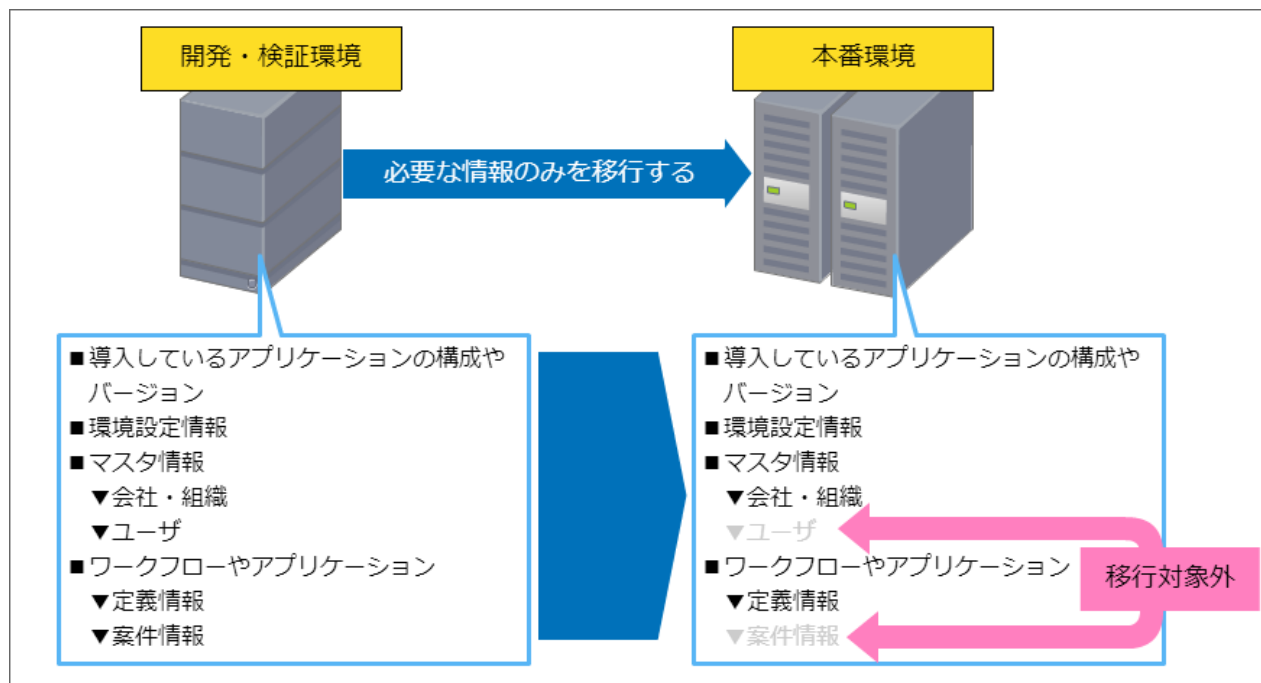 開発・検証環境
本番環境
必要な情報のみを移行する
■導入しているアプリケーションの構成や
バージョン
■環境設定情報
■マスタ情報
▼会社・組織
▼ユーザ
■ワークフローやアプリケーション
▼定義情報
▼案件情報
■導入しているアプリケーションの構成や
バージョン
■環境設定情報
■マスタ情報
▼会社・組織
▼ユーザ
■ワークフローやアプリケーション
▼定義情報
▼案件情報
移行対象外